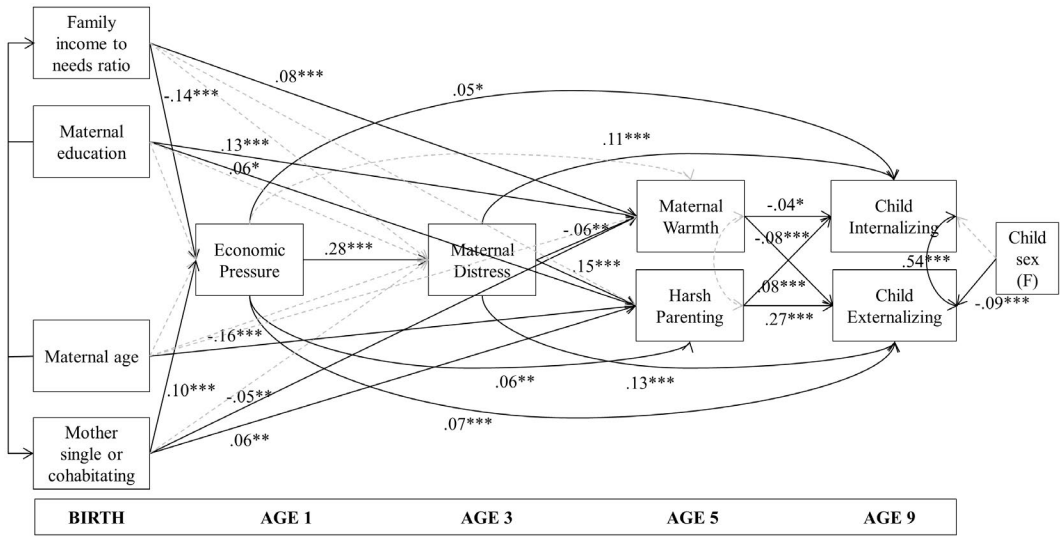 Family
income to
needs ratio
Maternal
education
Maternal age
Mother
single or
cohabitating
Economic
Pressure
Maternal
Distress
Maternal
Warmth
Harsh
Parenting
Child
Internalizing
Child
Externalizing
Child
sex
(F)
.08***
-.14***
.13***
.06*
.05*
.11***
.28***
-.06**
.15***
-.04*
-.08***
.08***
.27***
.54***
-.09***
-.16***
.10***
-.05**
.06**
.06**
.13***
.07***
BIRTH AGE 1 AGE 3 AGE 5 AGE 9